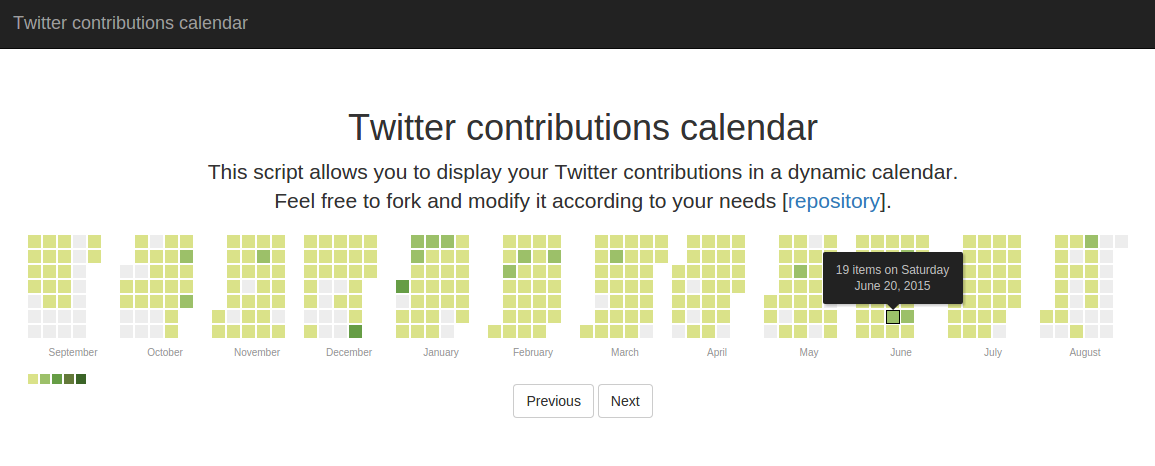 Twitter contributions calendar
Twitter contributions calendar
This script allows you to display your Twitter contributions in a dynamic calendar.
Feel free to fork and modify it according to your needs [repository].
19 items on Saturday
June 20, 2015
September October November December January February March April May June July August
Previous Next